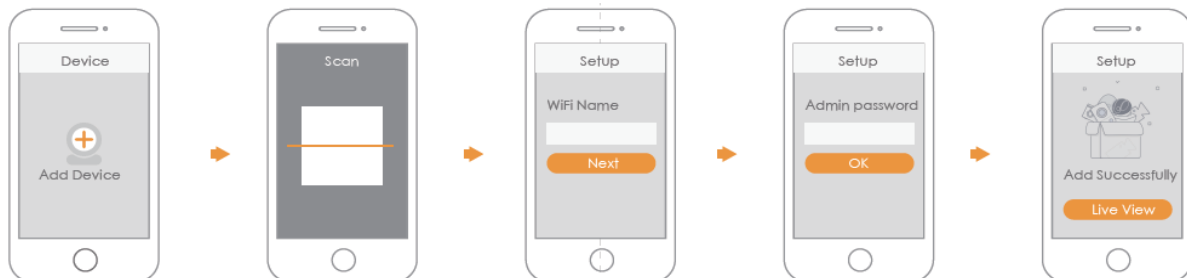 Device
Add Device
Scan
Setup
WiFi Name
Next
Setup
Admin password
OK
Setup
Add Successfully
Live View